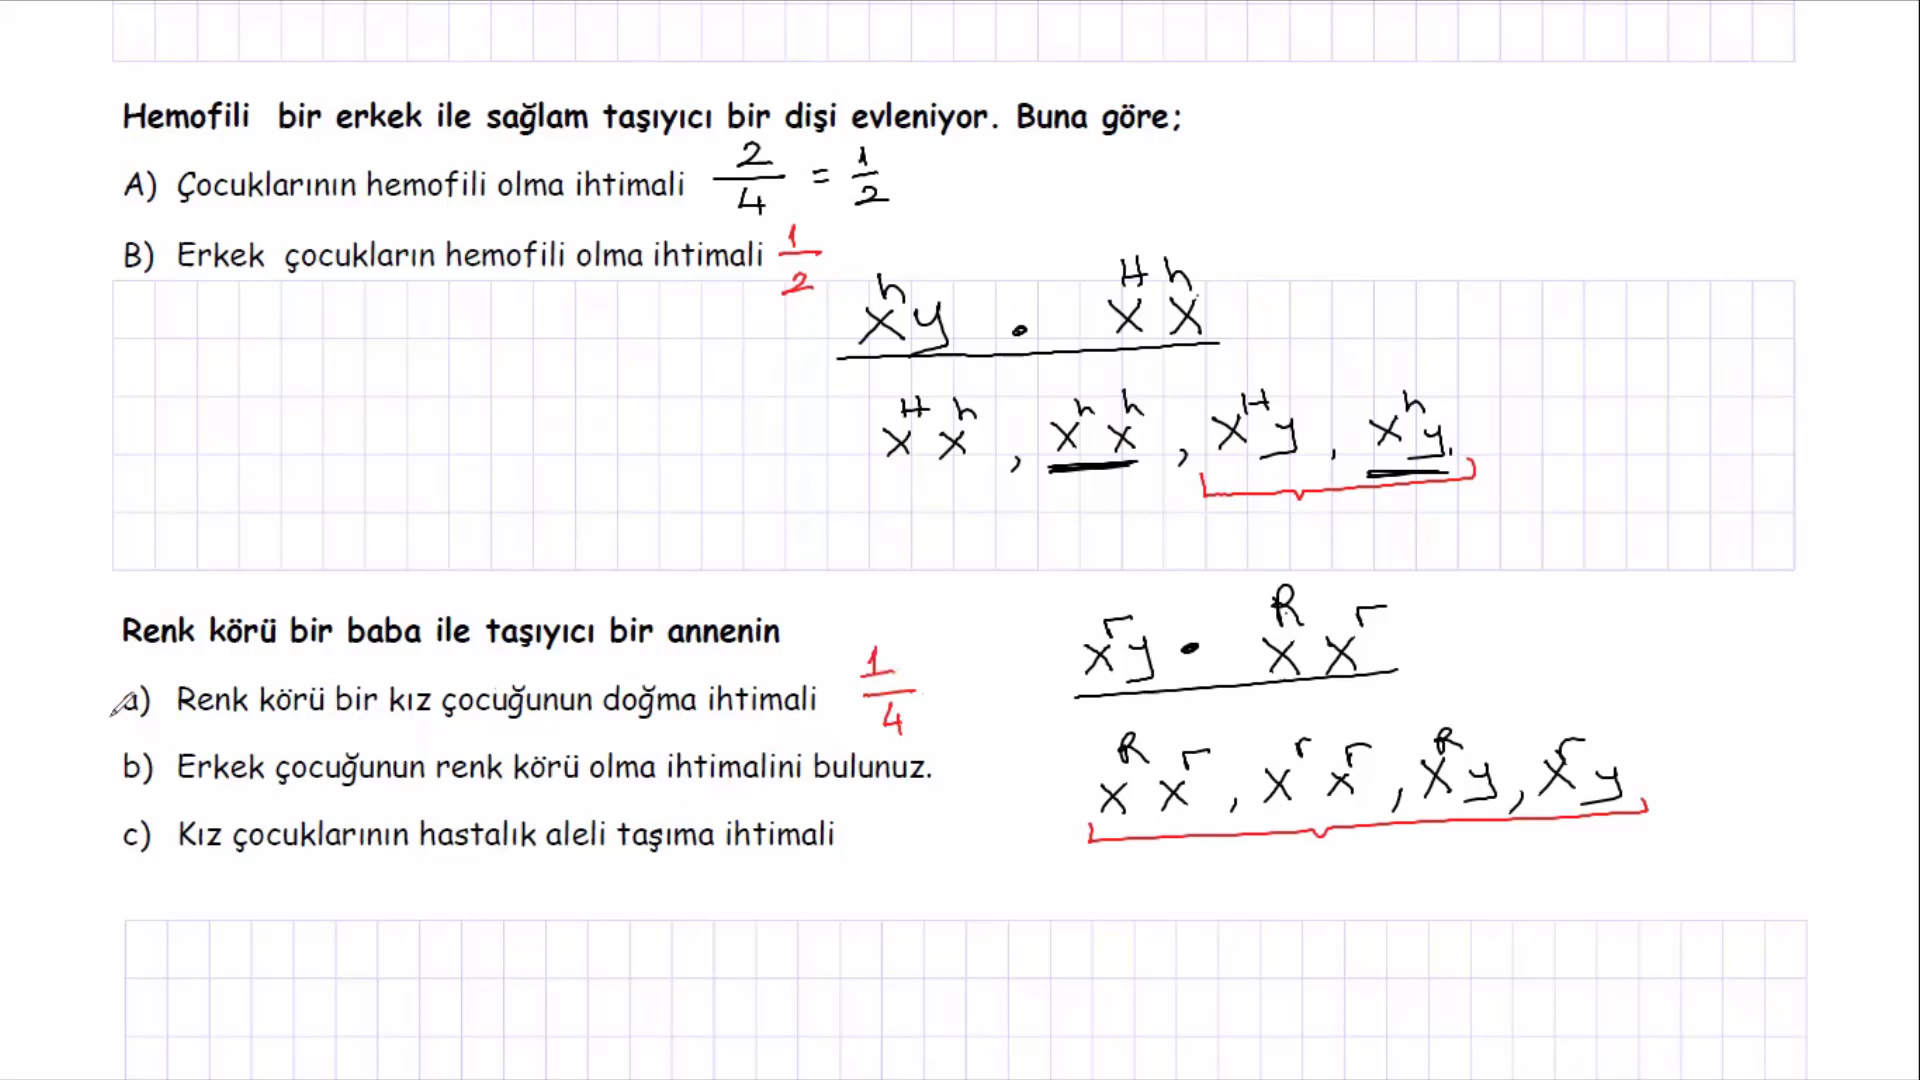 Hemofili bir erkek ile sağlam taşıyıcı bir dişi evleniyor. Buna göre;
A) Çocuklarının hemofili olma ihtimali 2/4 = 1/2
B) Erkek çocukların hemofili olma ihtimali 1/2
XʰY . XᴴXʰ
XᴴXʰ, XʰXʰ, XᴴY, XʰY.
Renk körü bir baba ile taşıyıcı bir annenin
XʳY . XᴿXʳ
a) Renk körü bir kız çocuğunun doğma ihtimali 1/4
b) Erkek çocuğunun renk körü olma ihtimalini bulunuz.
XᴿXʳ, XʳXʳ, XᴿY, XʳY
c) Kız çocuklarının hastalık aleli taşıma ihtimali